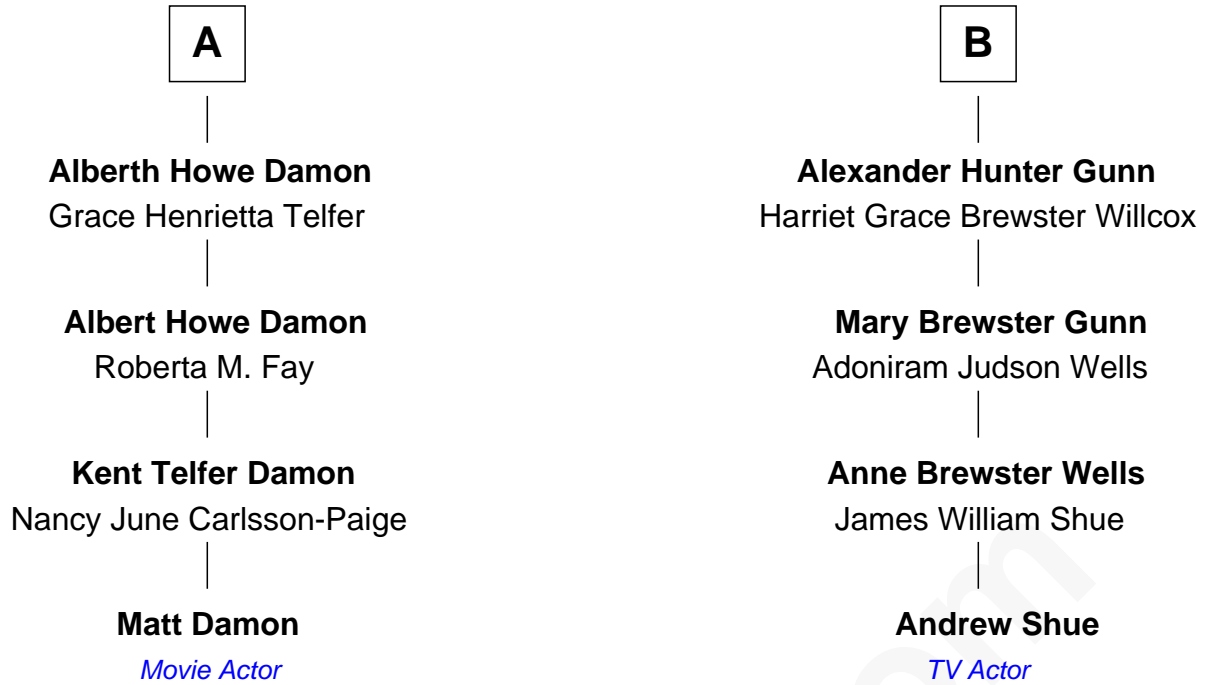 A
Alberth Howe Damon
Grace Henrietta Telfer
Albert Howe Damon
Roberta M. Fay
Kent Telfer Damon
Nancy June Carlsson-Paige
Matt Damon
Movie Actor
B
Alexander Hunter Gunn
Harriet Grace Brewster Willcox
Mary Brewster Gunn
Adoniram Judson Wells
Anne Brewster Wells
James William Shue
Andrew Shue
TV Actor